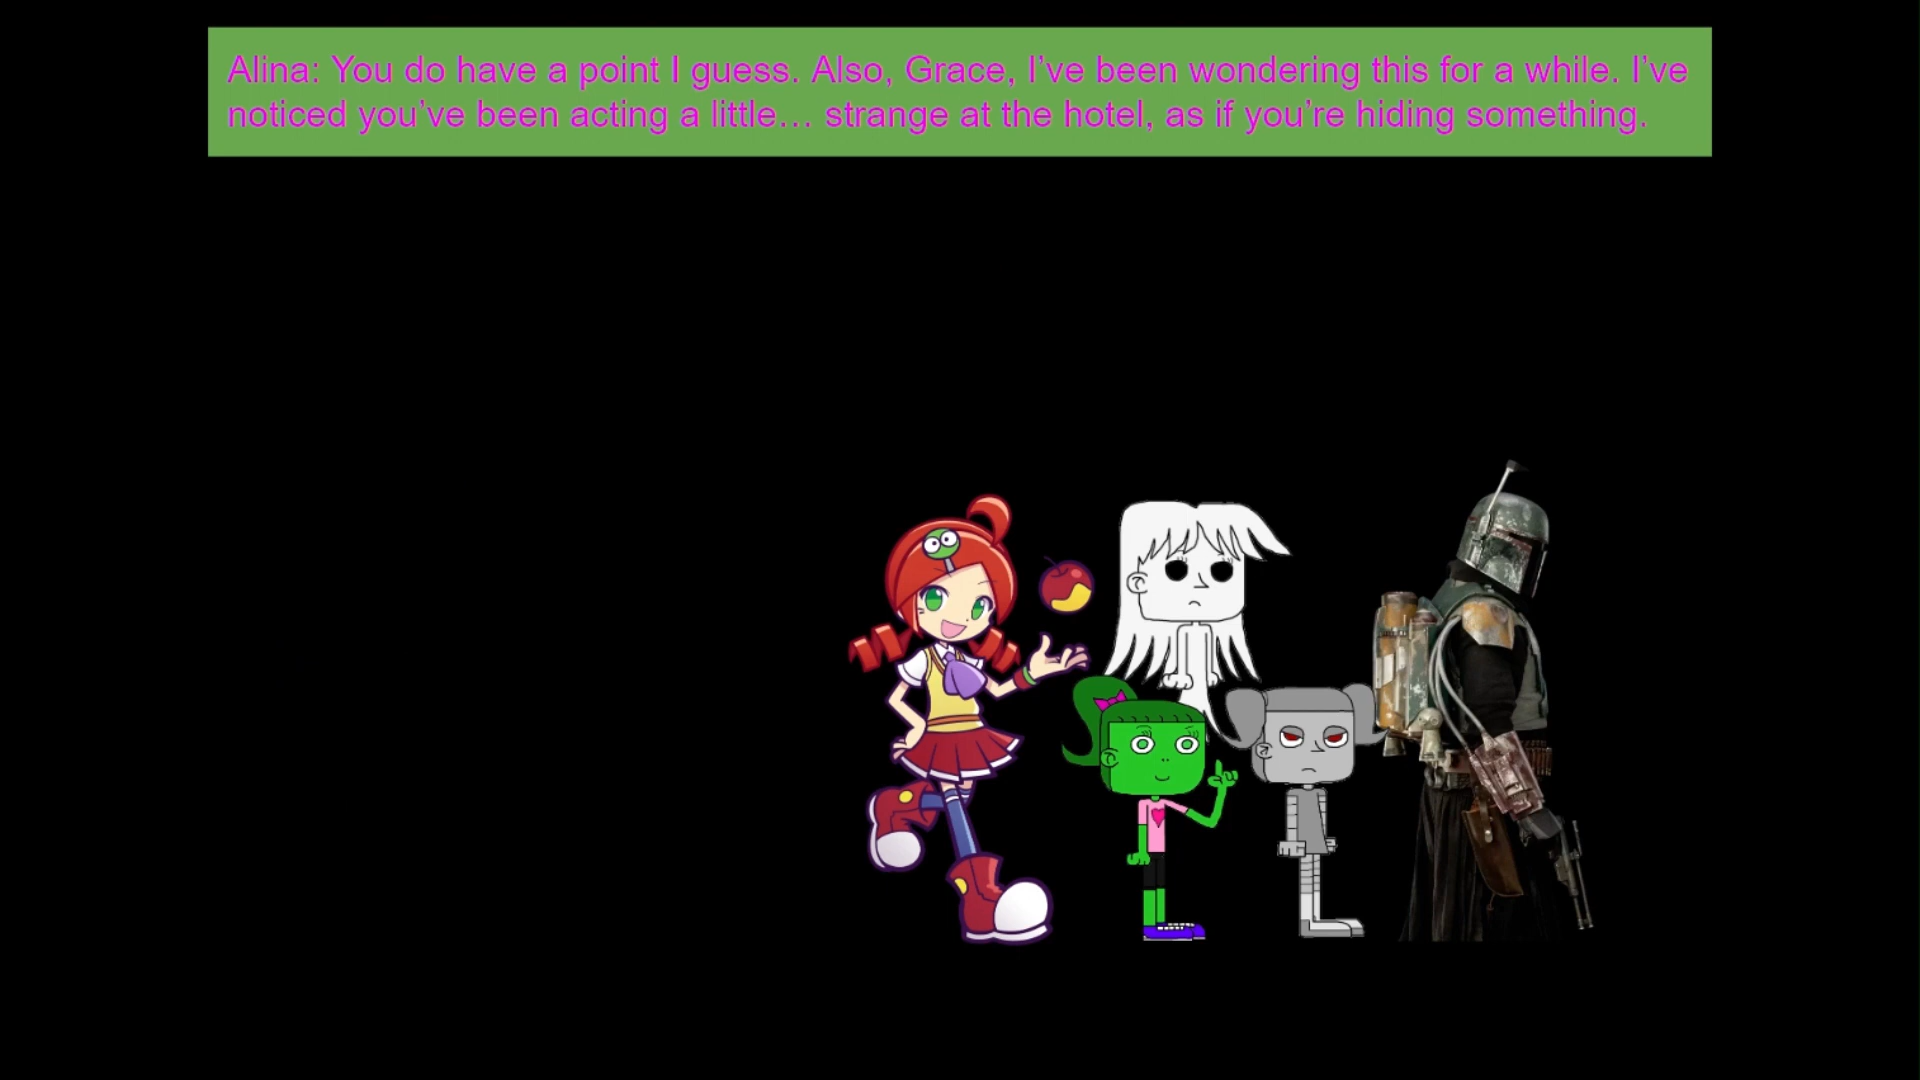 Alina: You do have a point I guess. Also, Grace, I’ve been wondering this for a while. I’ve
noticed you’ve been acting a little… strange at the hotel, as if you’re hiding something.